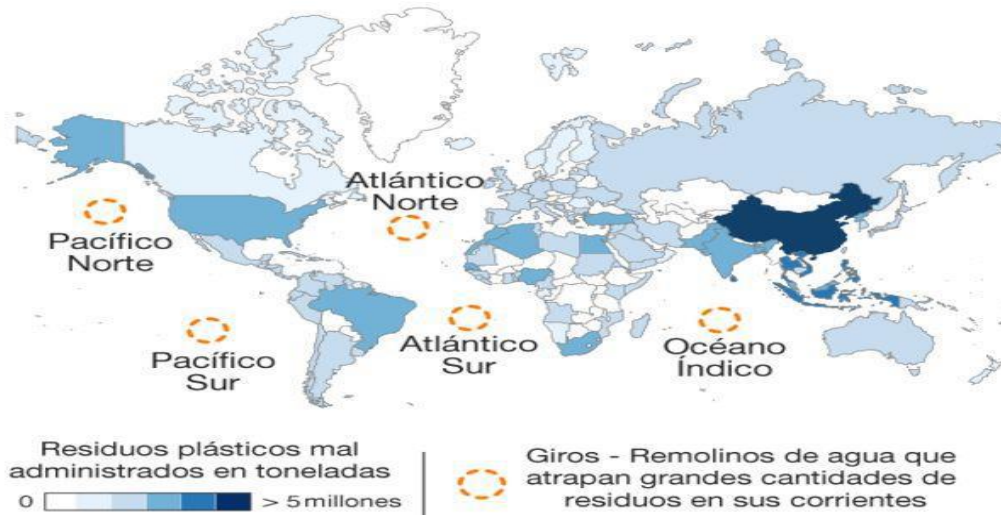 Atlántico
Norte
Pacífico
Norte
Pacífico
Sur
Atlántico
Sur
Océano
Índico
Residuos plásticos mal
administrados en toneladas
0 > 5 millones
Giros - Remolinos de agua que
atrapan grandes cantidades de
residuos en sus corrientes